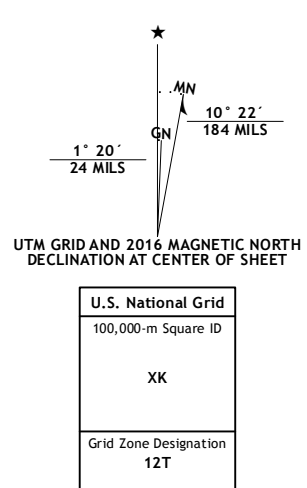 ★
MN
GN
10° 22´
184 MILS
1° 20´
24 MILS
UTM GRID AND 2016 MAGNETIC NORTH
DECLINATION AT CENTER OF SHEET
U.S. National Grid
100,000-m Square ID
XK
Grid Zone Designation
12T